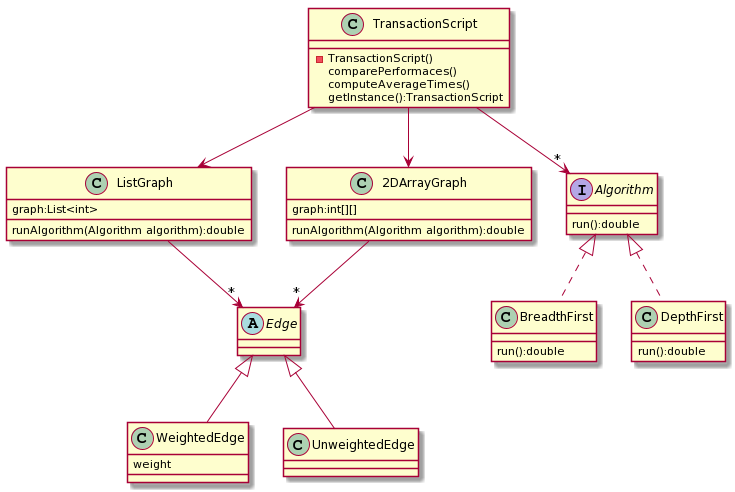 C TransactionScript
TransactionScript()
comparePerformaces()
computeAverageTimes()
getInstance():TransactionScript
*
C ListGraph
graph:List<int>
runAlgorithm(Algorithm algorithm):double
C 2DArrayGraph
graph:int[][]
runAlgorithm(Algorithm algorithm):double
I Algorithm
run():double
*
*
A Edge
C BreadthFirst
run():double
C DepthFirst
run():double
C WeightedEdge
weight
C UnweightedEdge